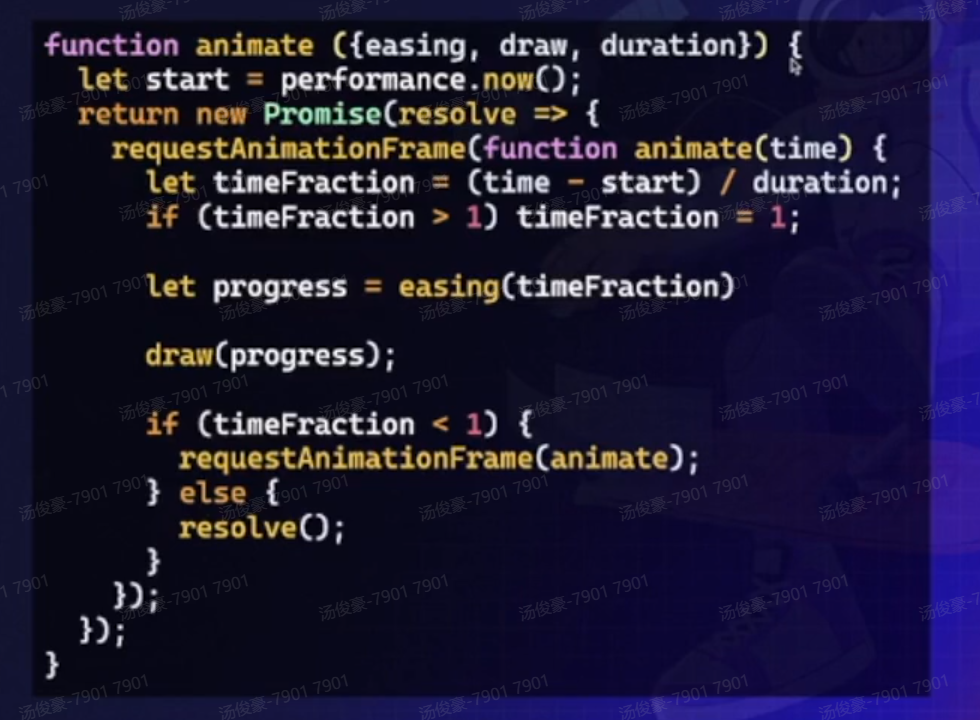 function animate ({easing, draw, duration}) {
  let start = performance.now();
  return new Promise(resolve => {
    requestAnimationFrame(function animate(time) {
      let timeFraction = (time - start) / duration;
      if (timeFraction > 1) timeFraction = 1;

      let progress = easing(timeFraction)

      draw(progress);

      if (timeFraction < 1) {
        requestAnimationFrame(animate);
      } else {
        resolve();
      }
    });
  });
}
汤俊豪-7901 7901